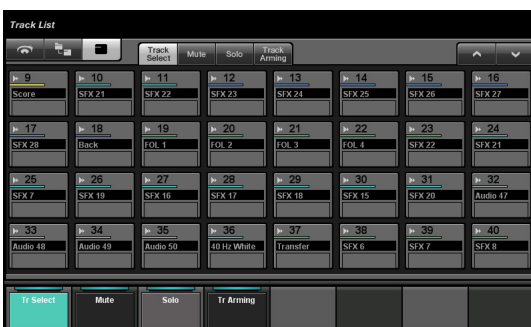 Track List
Track Select Mute Solo Track Arming
9 10 11 12 13 14 15 16
Score SFX 21 SFX 22 SFX 23 SFX 24 SFX 25 SFX 26 SFX 27
17 18 19 20 21 22 23 24
SFX 28 Back FOL 1 FOL 2 FOL 3 FOL 4 SFX 22 SFX 21
25 26 27 28 29 30 31 32
SFX 7 SFX 19 SFX 16 SFX 17 SFX 18 SFX 15 SFX 20 Audio 47
33 34 35 36 37 38 39 40
Audio 48 Audio 49 Audio 50 40 Hz White Transfer SFX 6 SFX 7 SFX 8
Tr Select Mute Solo Tr Arming